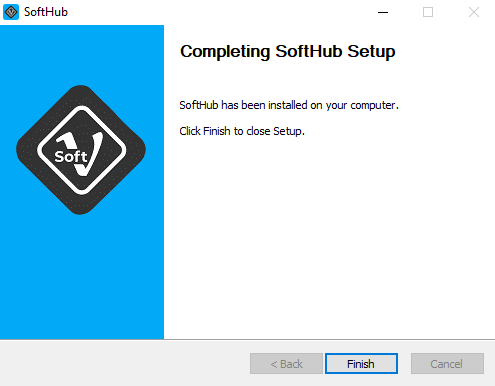 SoftHub
Completing SoftHub Setup
SoftHub has been installed on your computer.
Click Finish to close Setup.
Soft V
< Back
Finish
Cancel